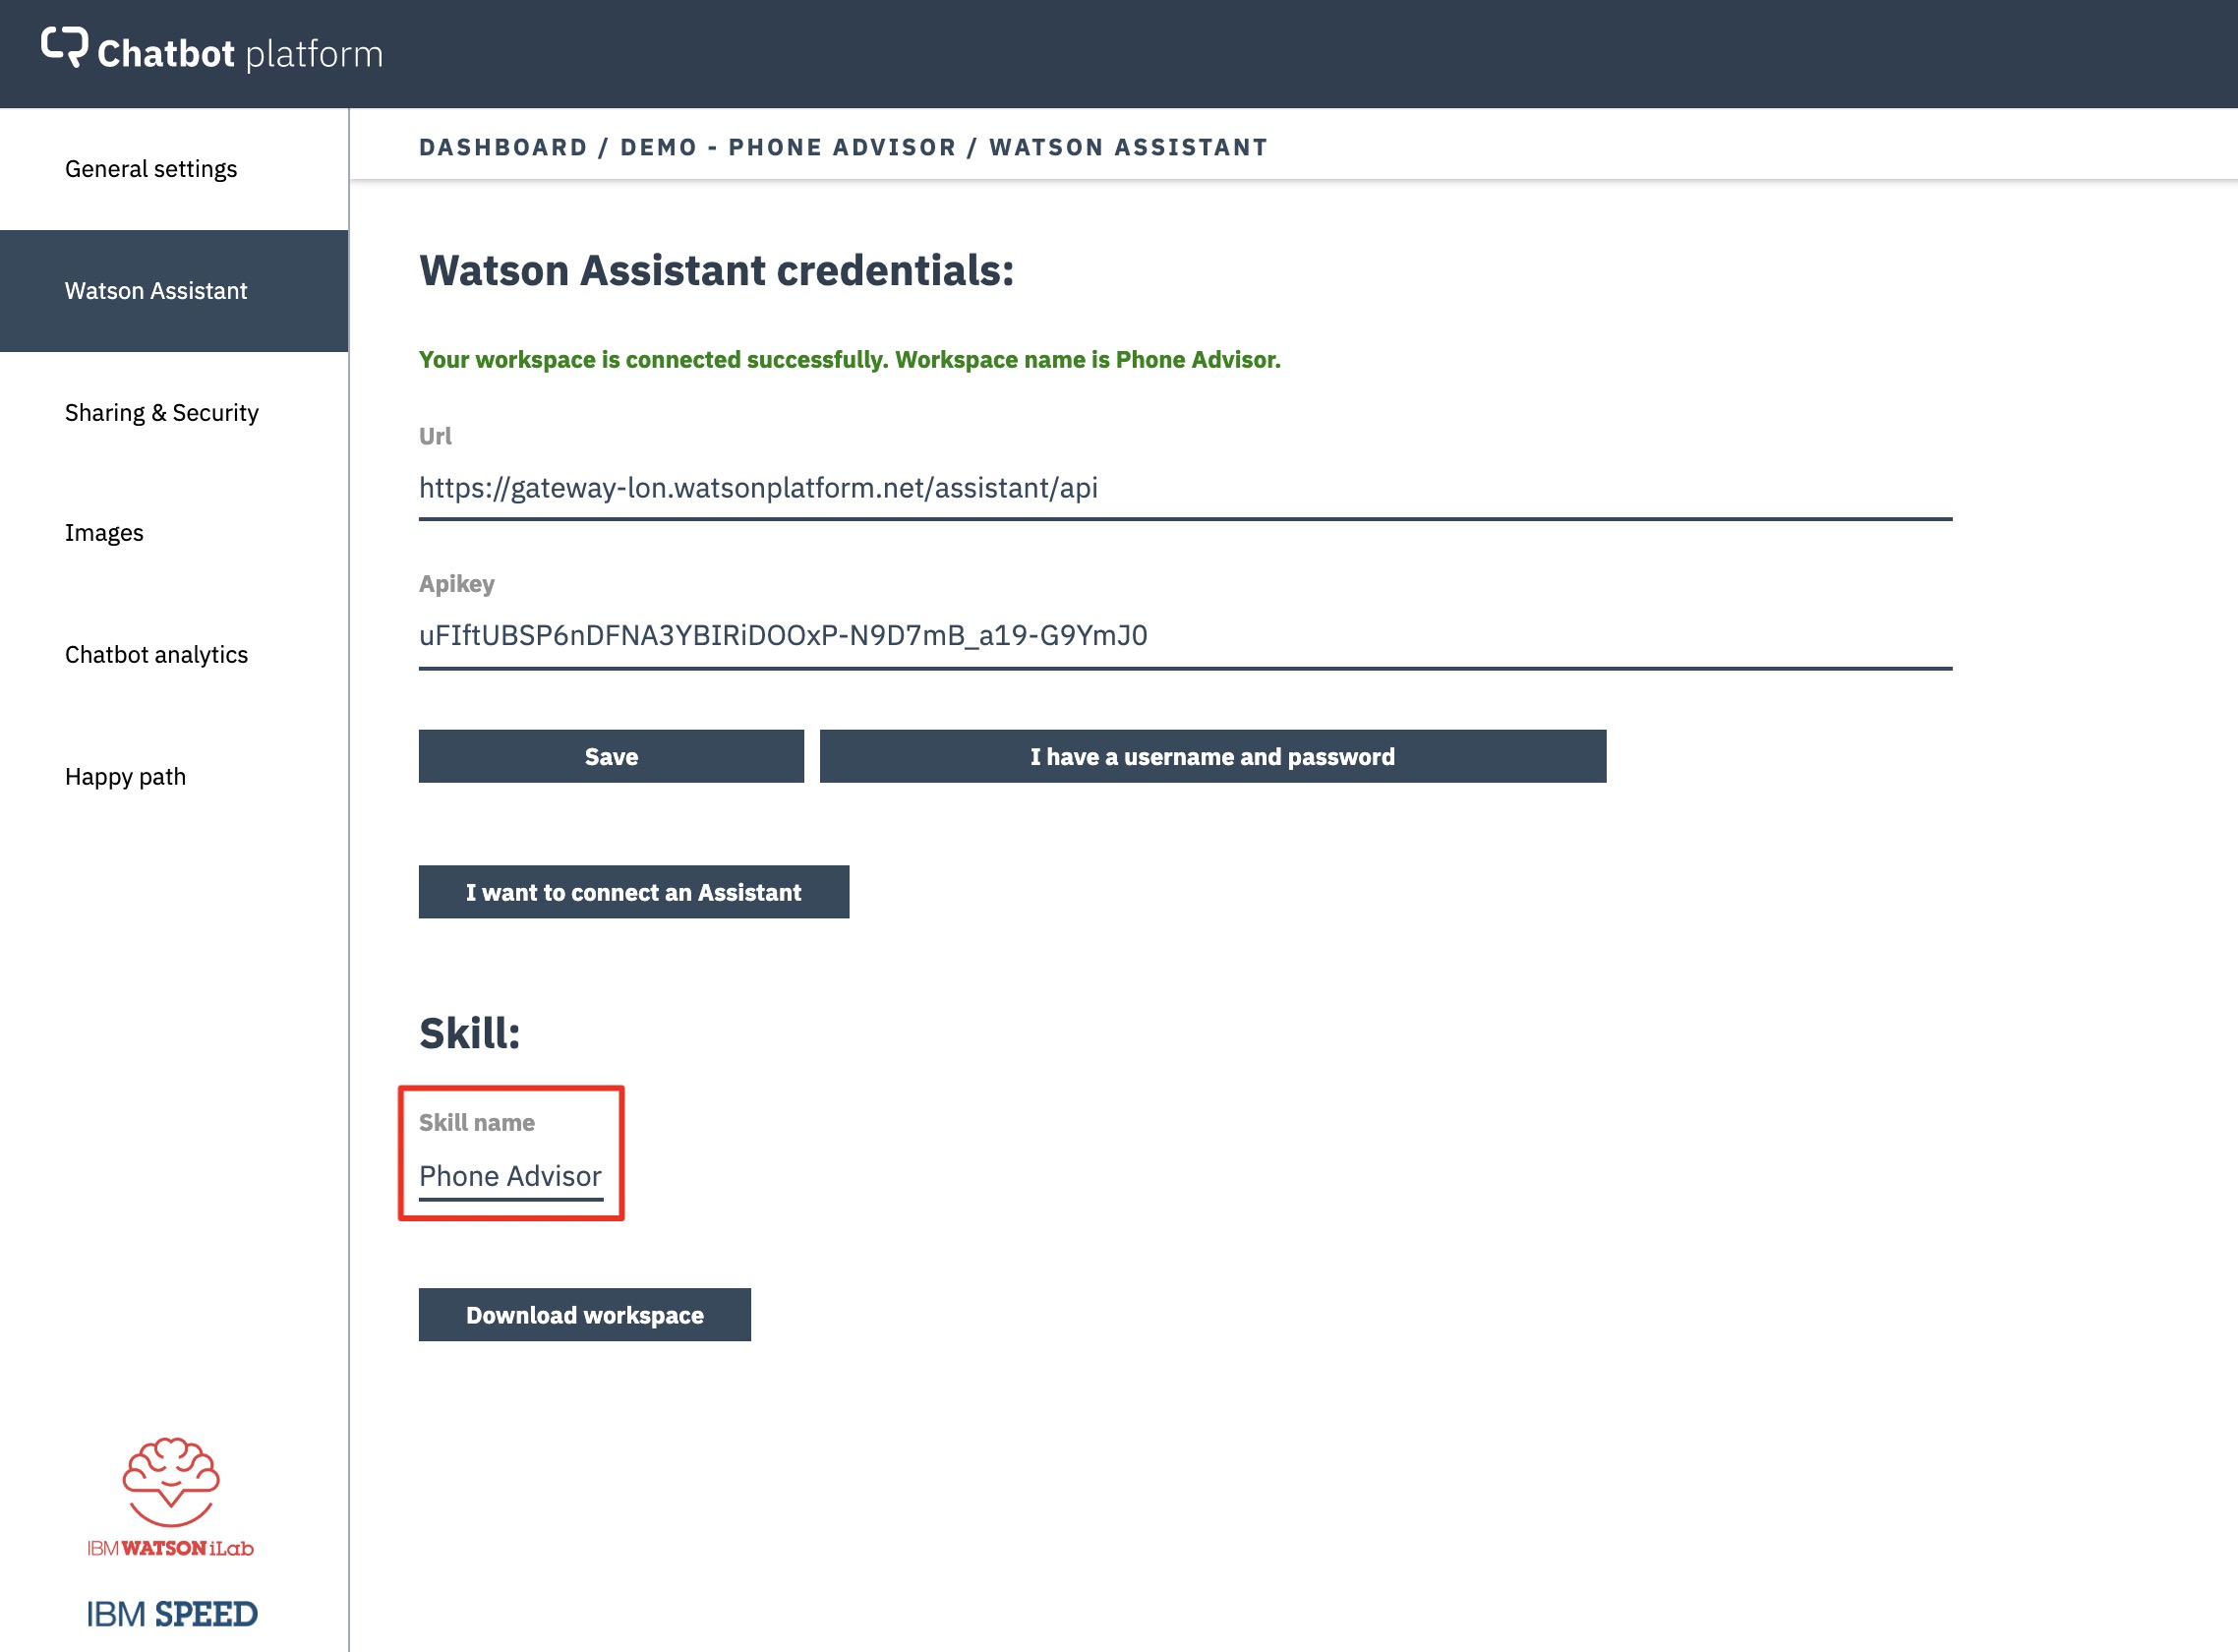 Chatbot platform
General settings
Watson Assistant
Sharing & Security
Images
Chatbot analytics
Happy path
IBM WATSON iLab
IBM SPEED
DASHBOARD / DEMO - PHONE ADVISOR / WATSON ASSISTANT
Watson Assistant credentials:
Your workspace is connected successfully. Workspace name is Phone Advisor.
Url
https://gateway-lon.watsonplatform.net/assistant/api
Apikey
uFIftUBSP6nDFNA3YBIRiDOOxP-N9D7mB_a19-G9YmJ0
Save
I have a username and password
I want to connect an Assistant
Skill:
Skill name
Phone Advisor
Download workspace